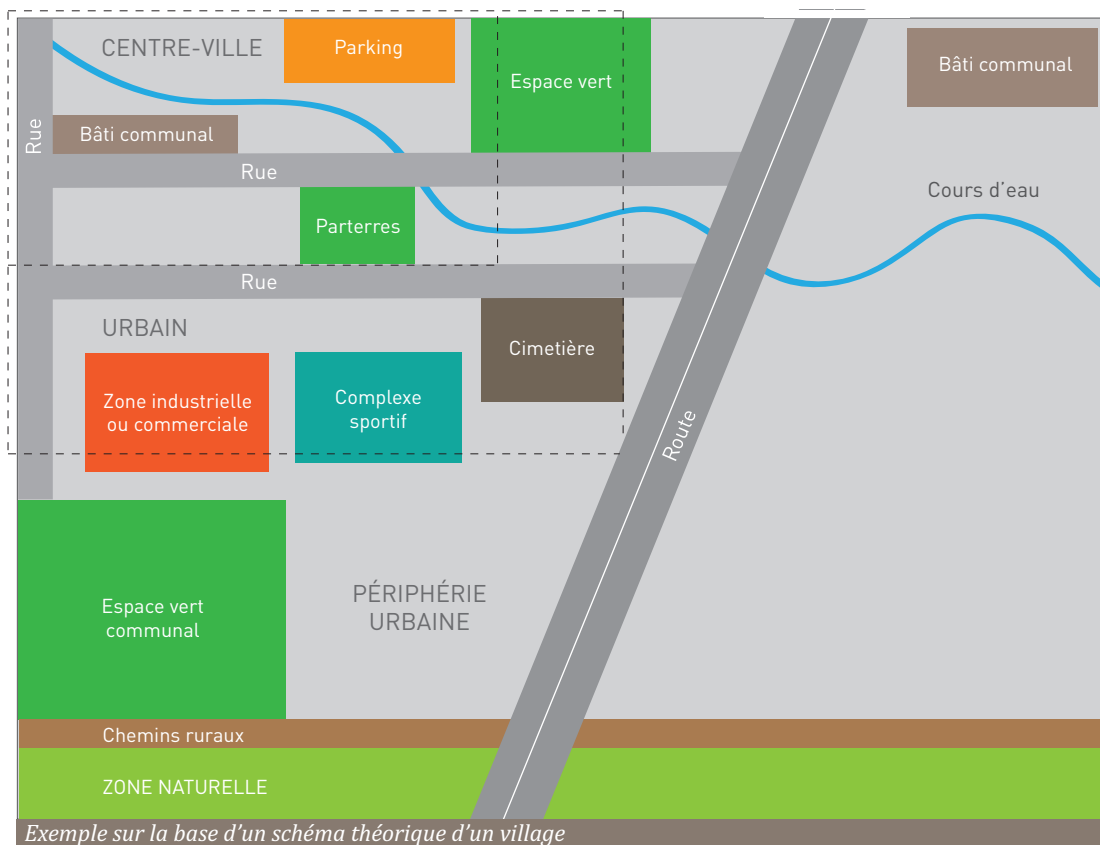 CENTRE-VILLE
Parking
Espace vert
Bâti communal
Rue
Bâti communal
Rue
Cours d'eau
Parterres
Rue
URBAIN
Cimetière
Zone industrielle
ou commerciale
Complexe
sportif
Route
PÉRIPHÉRIE
URBAINE
Espace vert
communal
Chemins ruraux
ZONE NATURELLE
Exemple sur la base d'un schéma théorique d'un village